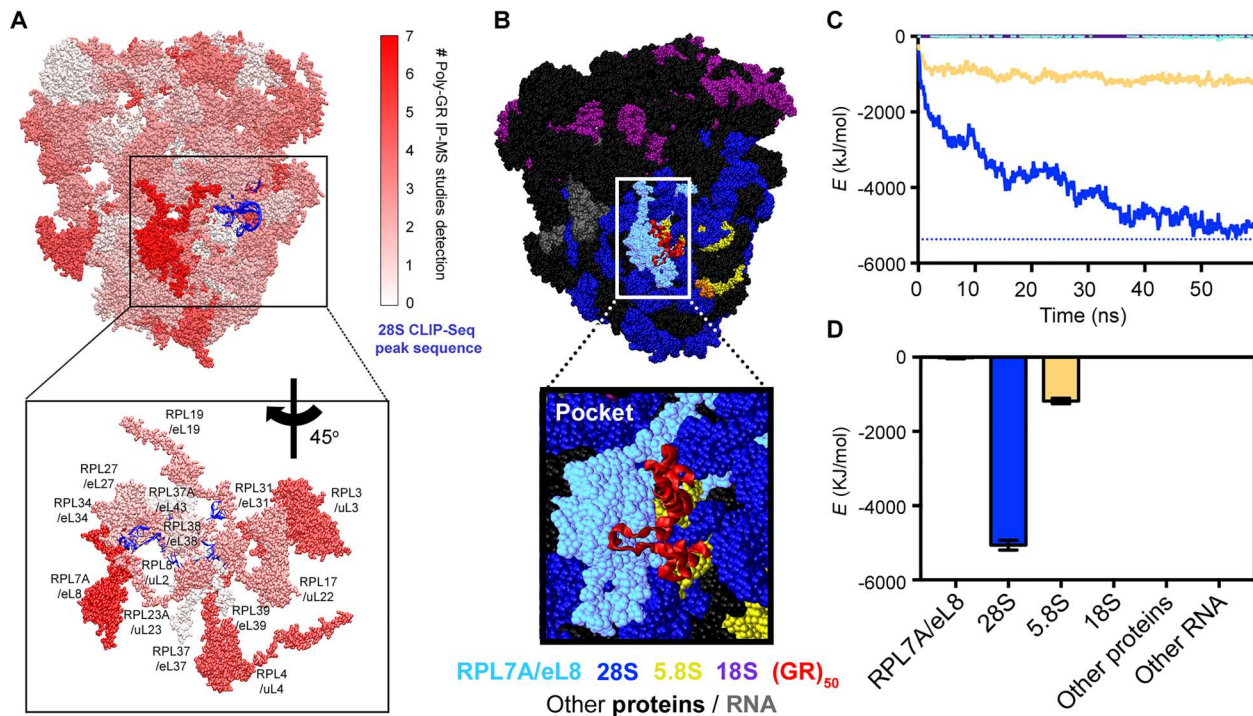 A
7
6
5
4
3
2
1
0
# Poly-GR IP-MS studies detection
28S CLIP-Seq
peak sequence
45°
RPL19
/eL19
RPL27
/eL27
RPL37A
/eL43
RPL31
/eL31
RPL3
/uL3
RPL34
/eL34
RPL38
/eL38
RPL7A
/eL8
RPL8
/uL2
RPL17
/uL22
RPL23A
/uL23
RPL39
/eL39
RPL37
/eL37
RPL4
/uL4
B
Pocket
RPL7A/eL8 28S 5.8S 18S (GR)50
Other proteins / RNA
C
0
-2000
-4000
-6000
E (kJ/mol)
0 10 20 30 40 50
Time (ns)
D
0
-2000
-4000
-6000
E (KJ/mol)
RPL7A/eL8
28S
5.8S
18S
Other proteins
Other RNA